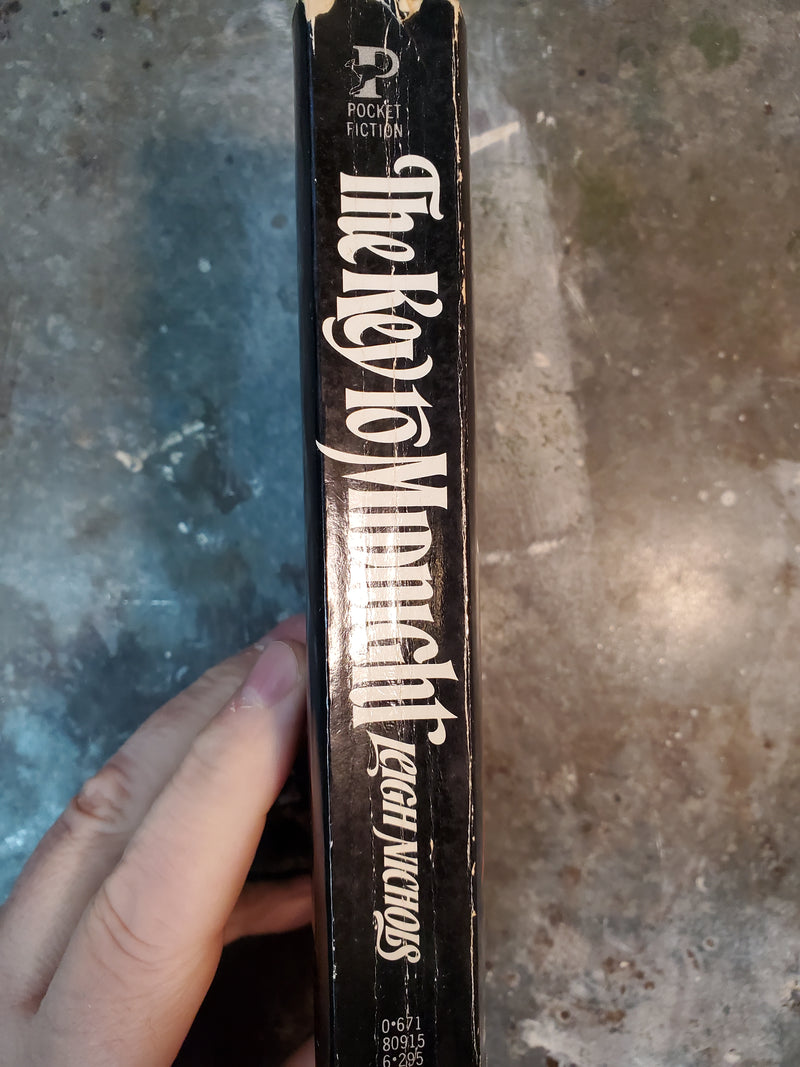 P
POCKET
FICTION
The Key to Midnight
LEIGH NICHOLS
0•671
80915
6•295